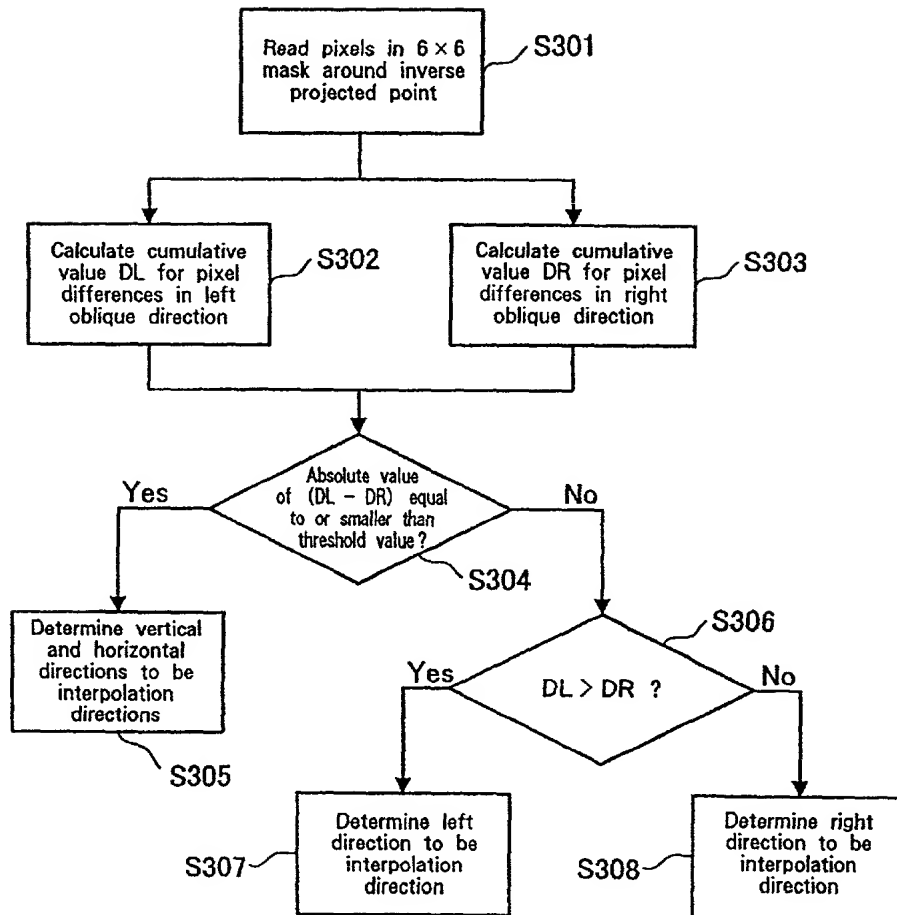 Read pixels in 6 × 6
mask around inverse
projected point
S301
Calculate cumulative
value DL for pixel
differences in left
oblique direction
S302
Calculate cumulative
value DR for pixel
differences in right
oblique direction
S303
Absolute value
of (DL − DR) equal
to or smaller than
threshold value?
Yes
No
S304
Determine vertical
and horizontal
directions to be
interpolation
directions
S305
S306
DL > DR ?
Yes
No
Determine left
direction to be
interpolation
direction
S307
Determine right
direction to be
interpolation
direction
S308